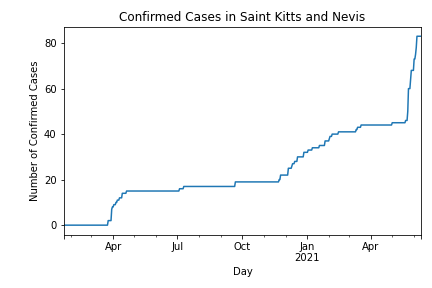 Confirmed Cases in Saint Kitts and Nevis
Number of Confirmed Cases
80
60
40
20
0
Apr
Jul
Oct
Jan
2021
Apr
Day